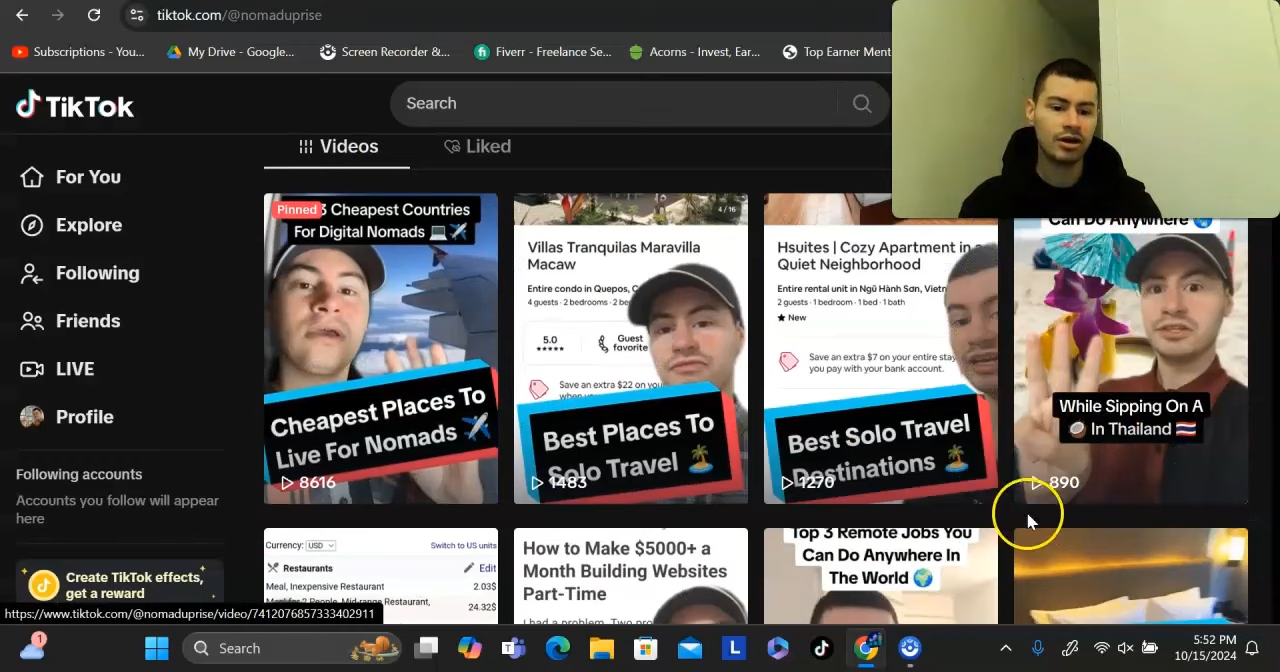 tiktok.com/@nomaduprise
Subscriptions - You...
My Drive - Google...
Screen Recorder &...
Fiverr - Freelance Se...
Acorns - Invest, Ear...
Top Earner Ment
TikTok
Search
Videos
Liked
For You
Explore
Following
Friends
LIVE
Profile
Following accounts
Accounts you follow will appear
here
Create TikTok effects,
get a reward
Pinned
3 Cheapest Countries
For Digital Nomads
Cheapest Places To
Live For Nomads
8616
4 / 16
Villas Tranquilas Maravilla
Macaw
Entire condo in Quepos, C
4 guests · 2 bedrooms · 2 be
5.0
Guest
favorite
Save an extra $22 on you
Best Places To
Solo Travel
1483
Hsuites | Cozy Apartment in a
Quiet Neighborhood
Entire rental unit in Ngũ Hành Sơn, Vietn
2 guests · 1 bedroom · 1 bed · 1 bath
New
Save an extra $7 on your entire stay
you pay with your bank account.
Best Solo Travel
Destinations
1270
Can Do Anywhere
While Sipping On A
In Thailand
890
Currency: USD
Switch to US units
Restaurants
Edit
Meal, Inexpensive Restaurant
2.03$
24.32$
How to Make $5000+ a
Month Building Websites
Part-Time
Top 3 Remote Jobs You
Can Do Anywhere In
The World
https://www.tiktok.com/@nomaduprise/video/7412076857333402911
1
Search
5:52 PM
10/15/2024